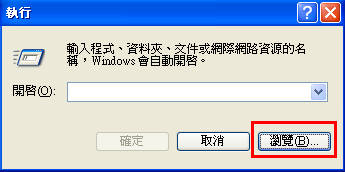 執行
輸入程式、資料夾、文件或網際網路資源的名
稱，Windows 會自動開啟。
開啟(O):
確定
取消
瀏覽(B)...